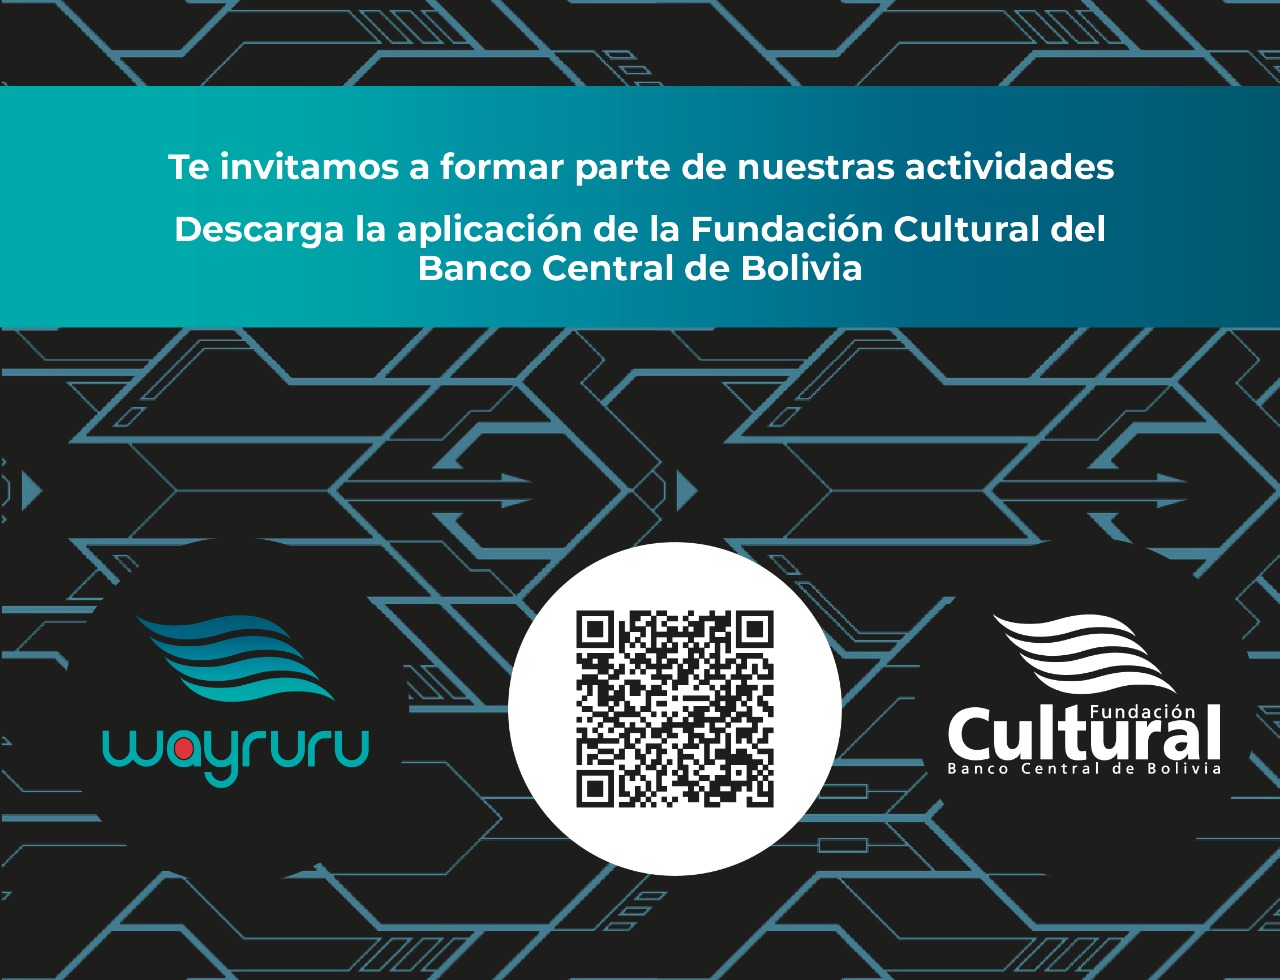 Te invitamos a formar parte de nuestras actividades
Descarga la aplicación de la Fundación Cultural del
Banco Central de Bolivia
wayruru
Fundación
Cultural
Banco Central de Bolivia